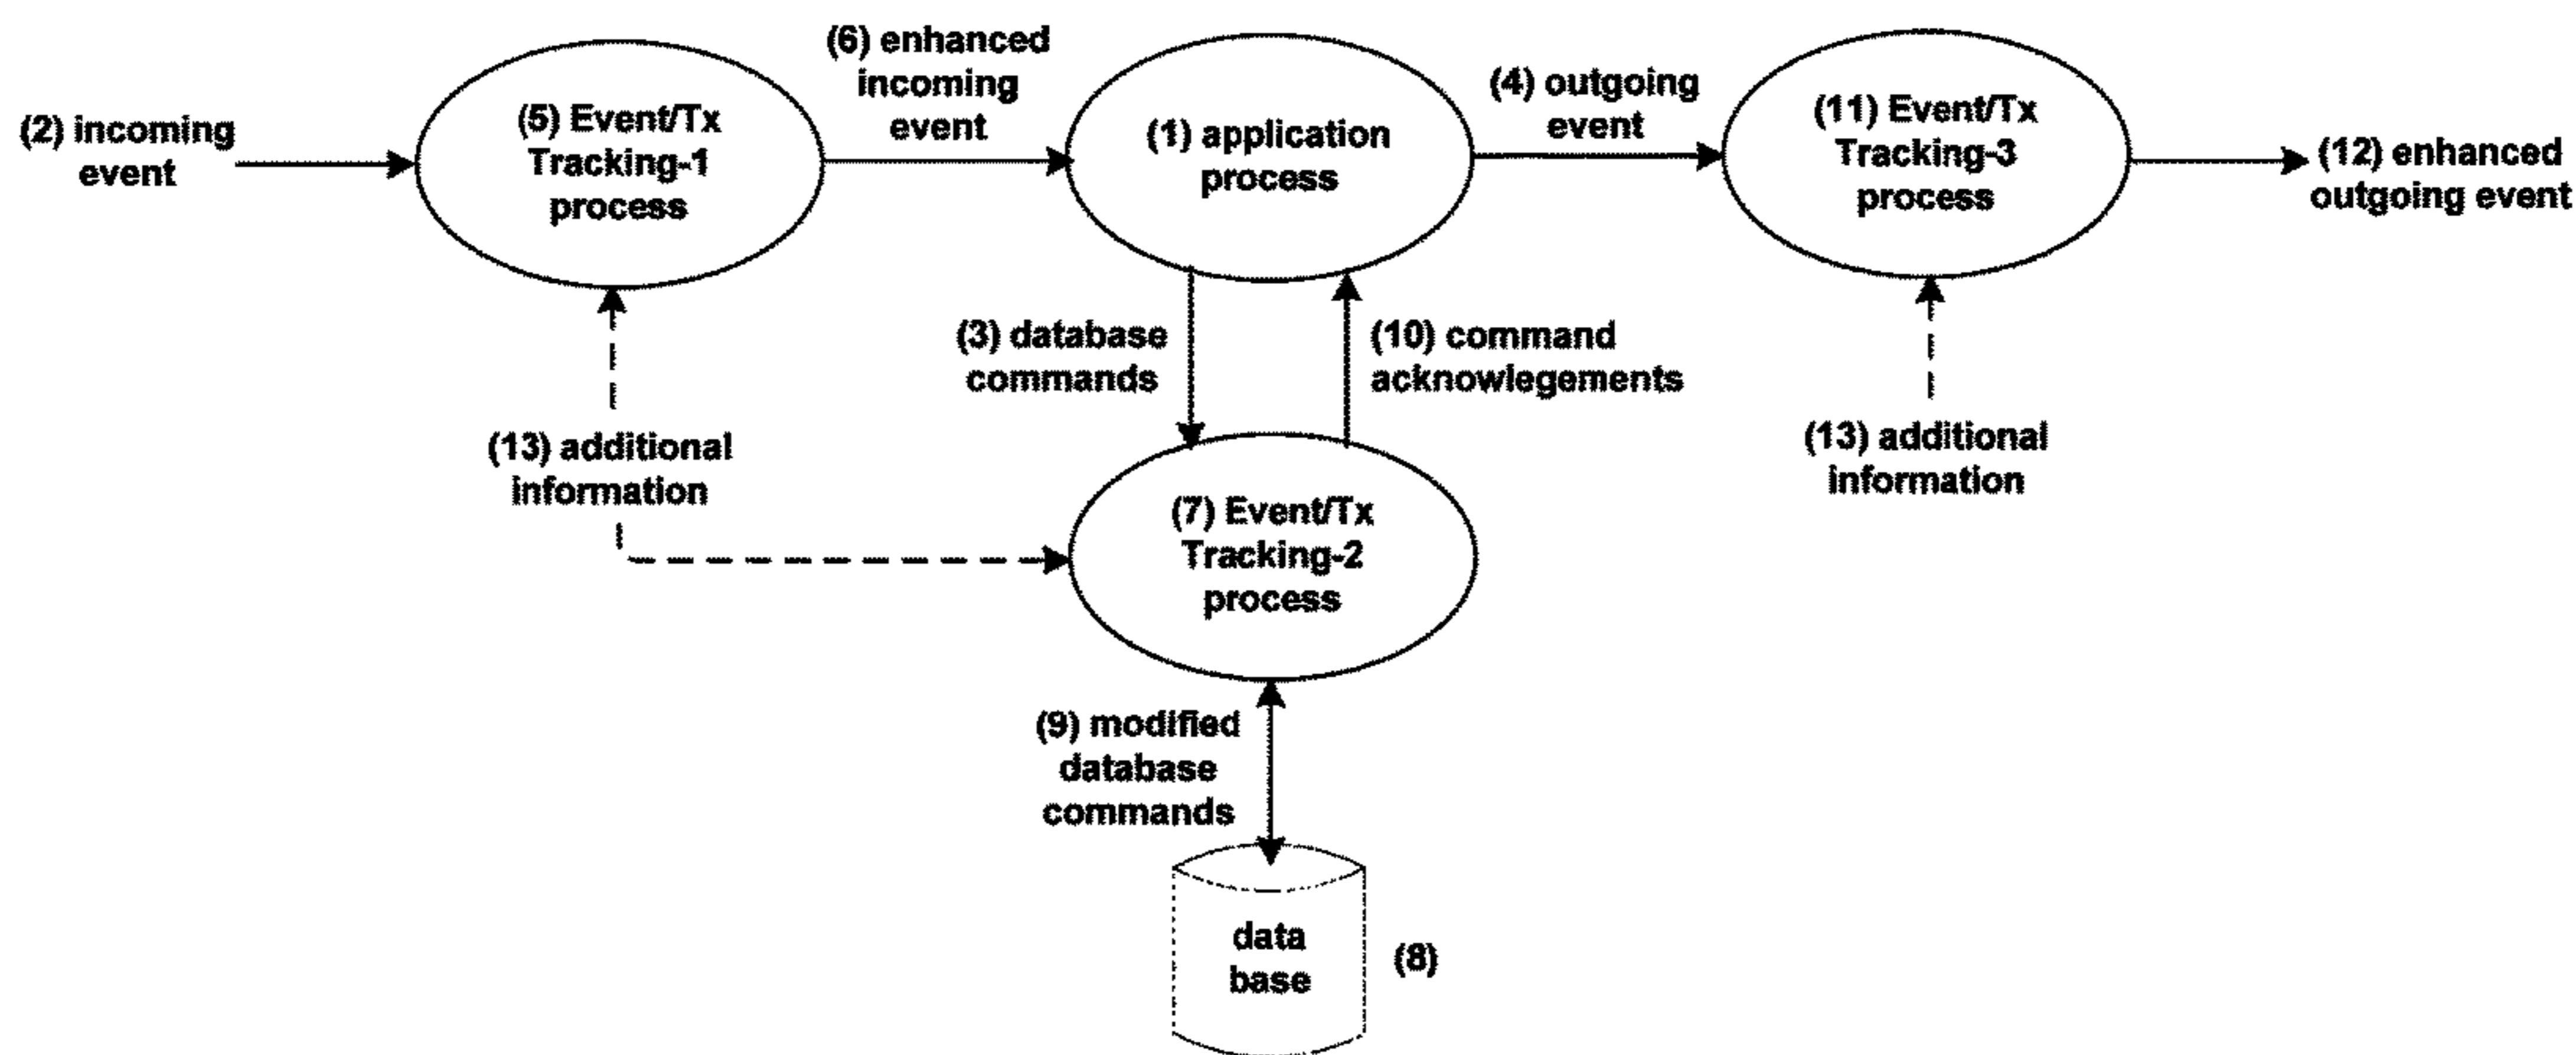 (2) incoming
event
(5) Event/Tx
Tracking-1
process
(6) enhanced
incoming
event
(1) application
process
(4) outgoing
event
(11) Event/Tx
Tracking-3
process
(12) enhanced
outgoing event
(3) database
commands
(10) command
acknowlegements
(13) additional
information
(13) additional
information
(7) Event/Tx
Tracking-2
process
(9) modified
database
commands
data
base
(8)